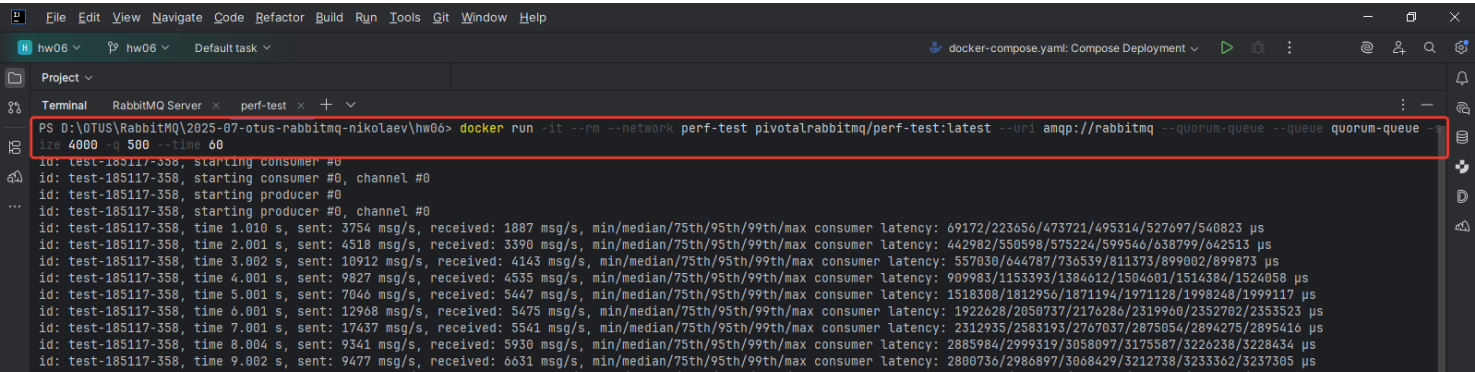 File Edit View Navigate Code Refactor Build Run Tools Git Window Help
H hw06 hw06 Default task docker-compose.yaml: Compose Deployment
Project
Terminal RabbitMQ Server × perf-test ×
PS D:\OTUS\RabbitMQ\2025-07-otus-rabbitmq-nikolaev\hw06> docker run -it --rm --network perf-test pivotalrabbitmq/perf-test:latest --uri amqp://rabbitmq --quorum-queue --queue quorum-queue -s
ize 4000 -q 500 --time 60
id: test-185117-358, starting consumer #0
id: test-185117-358, starting consumer #0, channel #0
id: test-185117-358, starting producer #0
id: test-185117-358, starting producer #0, channel #0
id: test-185117-358, time 1.010 s, sent: 3754 msg/s, received: 1887 msg/s, min/median/75th/95th/99th/max consumer latency: 69172/223656/473721/495314/527697/540823 µs
id: test-185117-358, time 2.001 s, sent: 4518 msg/s, received: 3390 msg/s, min/median/75th/95th/99th/max consumer latency: 442982/550598/575224/599546/638799/642513 µs
id: test-185117-358, time 3.002 s, sent: 10912 msg/s, received: 4143 msg/s, min/median/75th/95th/99th/max consumer latency: 557030/644787/736539/811373/899002/899873 µs
id: test-185117-358, time 4.001 s, sent: 9827 msg/s, received: 4535 msg/s, min/median/75th/95th/99th/max consumer latency: 909983/1153393/1384612/1504601/1514384/1524058 µs
id: test-185117-358, time 5.001 s, sent: 7046 msg/s, received: 5447 msg/s, min/median/75th/95th/99th/max consumer latency: 1518308/1812956/1871194/1971128/1998248/1999117 µs
id: test-185117-358, time 6.001 s, sent: 12968 msg/s, received: 5475 msg/s, min/median/75th/95th/99th/max consumer latency: 1922628/2050737/2176286/2319960/2352702/2353523 µs
id: test-185117-358, time 7.001 s, sent: 17437 msg/s, received: 5541 msg/s, min/median/75th/95th/99th/max consumer latency: 2312935/2583193/2767037/2875054/2894275/2895416 µs
id: test-185117-358, time 8.004 s, sent: 9341 msg/s, received: 5930 msg/s, min/median/75th/95th/99th/max consumer latency: 2885984/2999319/3058097/3175587/3226238/3228434 µs
id: test-185117-358, time 9.002 s, sent: 9477 msg/s, received: 6631 msg/s, min/median/75th/95th/99th/max consumer latency: 2800736/2986897/3068429/3212738/3233362/3237305 µs